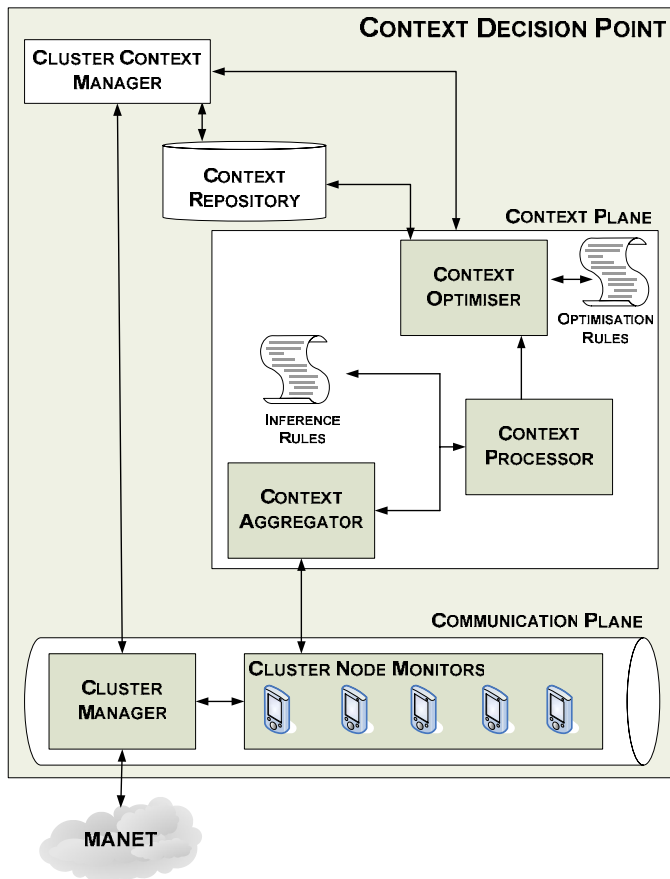 CONTEXT DECISION POINT
CLUSTER CONTEXT
MANAGER
CONTEXT
REPOSITORY
CONTEXT PLANE
CONTEXT
OPTIMISER
OPTIMISATION
RULES
INFERENCE
RULES
CONTEXT
PROCESSOR
CONTEXT
AGGREGATOR
COMMUNICATION PLANE
CLUSTER
MANAGER
CLUSTER NODE MONITORS
MANET